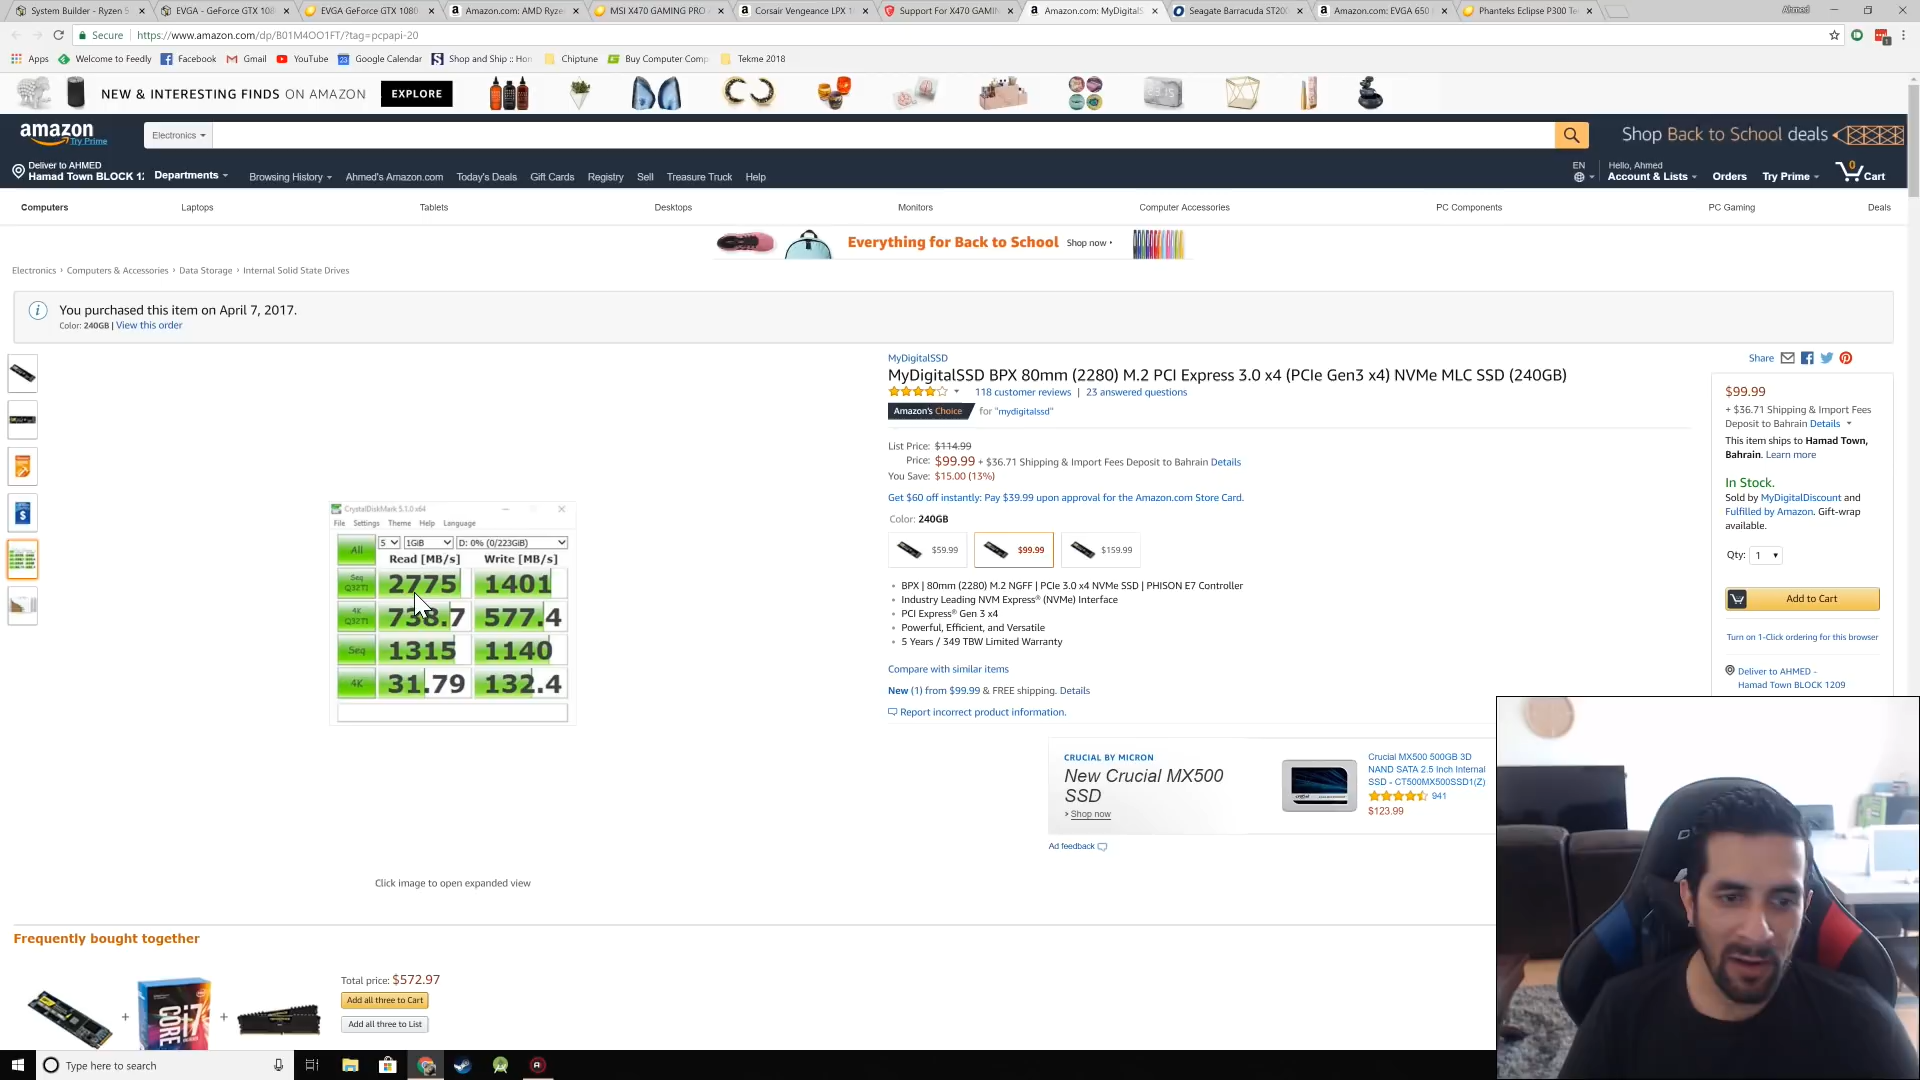 System Builder - Ryzen 5
EVGA - GeForce GTX 108
EVGA GeForce GTX 1080
Amazon.com: AMD Ryze
MSI X470 GAMING PRO
Corsair Vengeance LPX 1
Support For X470 GAMI
Amazon.com: MyDigitalS
Seagate Barracuda ST200
Amazon.com: EVGA 650
Phanteks Eclipse P300 Te
Ahmed
Secure
https://www.amazon.com/dp/B01M4OO1FT/?tag=pcpapi-20
Apps
Welcome to Feedly
Facebook
Gmail
YouTube
Google Calendar
Shop and Ship :: Hom
Chiptune
Buy Computer Comp
Tekme 2018
NEW & INTERESTING FINDS ON AMAZON
EXPLORE
amazon
Try Prime
Electronics
Shop Back to School deals
Deliver to AHMED
Hamad Town BLOCK 12
Departments
Browsing History
Ahmed's Amazon.com
Today's Deals
Gift Cards
Registry
Sell
Treasure Truck
Help
EN
Hello, Ahmed
Account & Lists
Orders
Try Prime
0
Cart
Computers
Laptops
Tablets
Desktops
Monitors
Computer Accessories
PC Components
PC Gaming
Deals
Everything for Back to School
Shop now
Electronics › Computers & Accessories › Data Storage › Internal Solid State Drives
You purchased this item on April 7, 2017.
Color: 240GB | View this order
MyDigitalSSD
MyDigitalSSD BPX 80mm (2280) M.2 PCI Express 3.0 x4 (PCIe Gen3 x4) NVMe MLC SSD (240GB)
118 customer reviews | 23 answered questions
Amazon's Choice for "mydigitalssd"
List Price: $114.99
Price: $99.99 + $36.71 Shipping & Import Fees Deposit to Bahrain Details
You Save: $15.00 (13%)
Get $60 off instantly: Pay $39.99 upon approval for the Amazon.com Store Card.
Color: 240GB
$59.99
$99.99
$159.99
BPX | 80mm (2280) M.2 NGFF | PCIe 3.0 x4 NVMe SSD | PHISON E7 Controller
Industry Leading NVM Express® (NVMe) Interface
PCI Express® Gen 3 x4
Powerful, Efficient, and Versatile
5 Years / 349 TBW Limited Warranty
Compare with similar items
New (1) from $99.99 & FREE shipping. Details
Report incorrect product information.
CrystalDiskMark 5.1.0 x64
File Settings Theme Help Language
All 5 1GiB D: 0% (0/223GiB)
Read [MB/s] Write [MB/s]
Seq Q32T1 2775 1401
4K Q32T1 738.7 577.4
Seq 1315 1140
4K 31.79 132.4
Click image to open expanded view
Share
$99.99
+ $36.71 Shipping & Import Fees
Deposit to Bahrain Details
This item ships to Hamad Town,
Bahrain. Learn more
In Stock.
Sold by MyDigitalDiscount and
Fulfilled by Amazon. Gift-wrap
available.
Qty: 1
Add to Cart
Turn on 1-Click ordering for this browser
Deliver to AHMED -
Hamad Town BLOCK 1209
CRUCIAL BY MICRON
New Crucial MX500
SSD
› Shop now
Crucial MX500 500GB 3D
NAND SATA 2.5 Inch Internal
SSD - CT500MX500SSD1(Z)
941
$123.99
Ad feedback
Frequently bought together
Total price: $572.97
Add all three to Cart
Add all three to List
CORE
i7
Type here to search